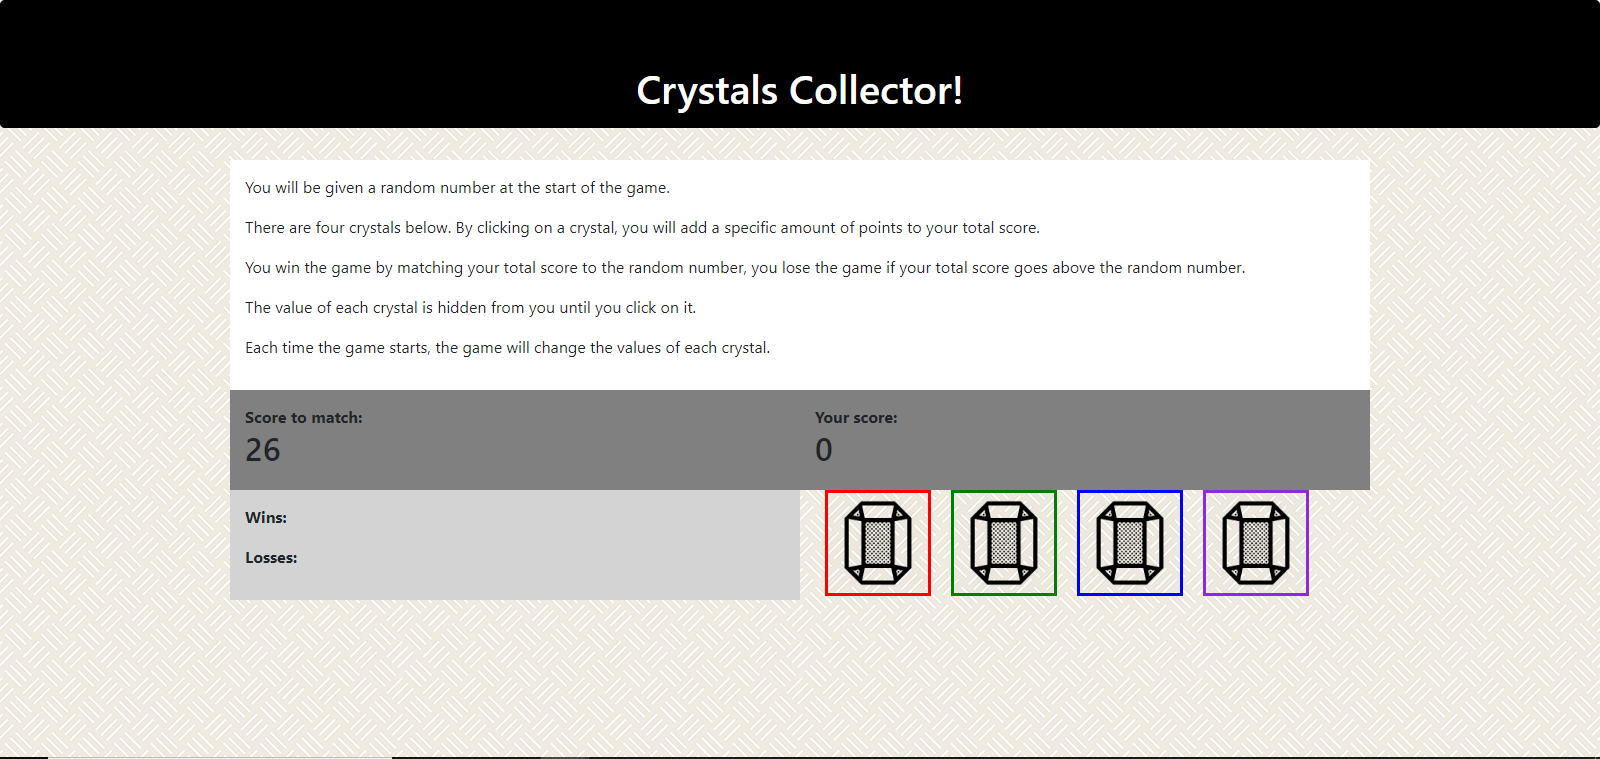 Crystals Collector!
You will be given a random number at the start of the game.
There are four crystals below. By clicking on a crystal, you will add a specific amount of points to your total score.
You win the game by matching your total score to the random number, you lose the game if your total score goes above the random number.
The value of each crystal is hidden from you until you click on it.
Each time the game starts, the game will change the values of each crystal.
Score to match:
26
Your score:
0
Wins:
Losses: